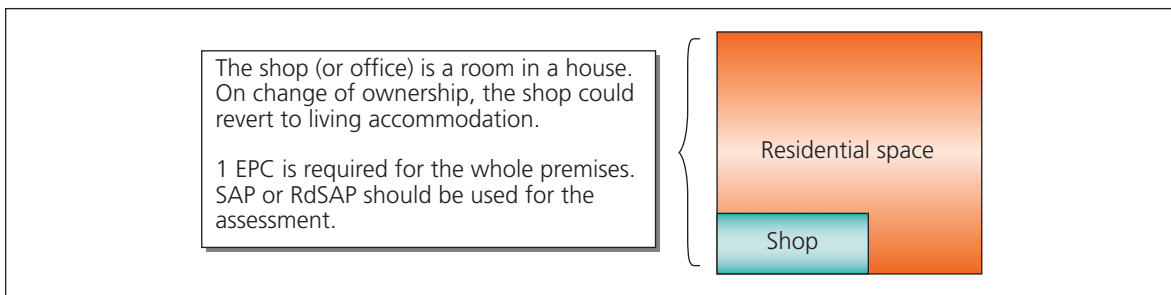 The shop (or office) is a room in a house.
On change of ownership, the shop could
revert to living accommodation.
1 EPC is required for the whole premises.
SAP or RdSAP should be used for the
assessment.
Residential space
Shop